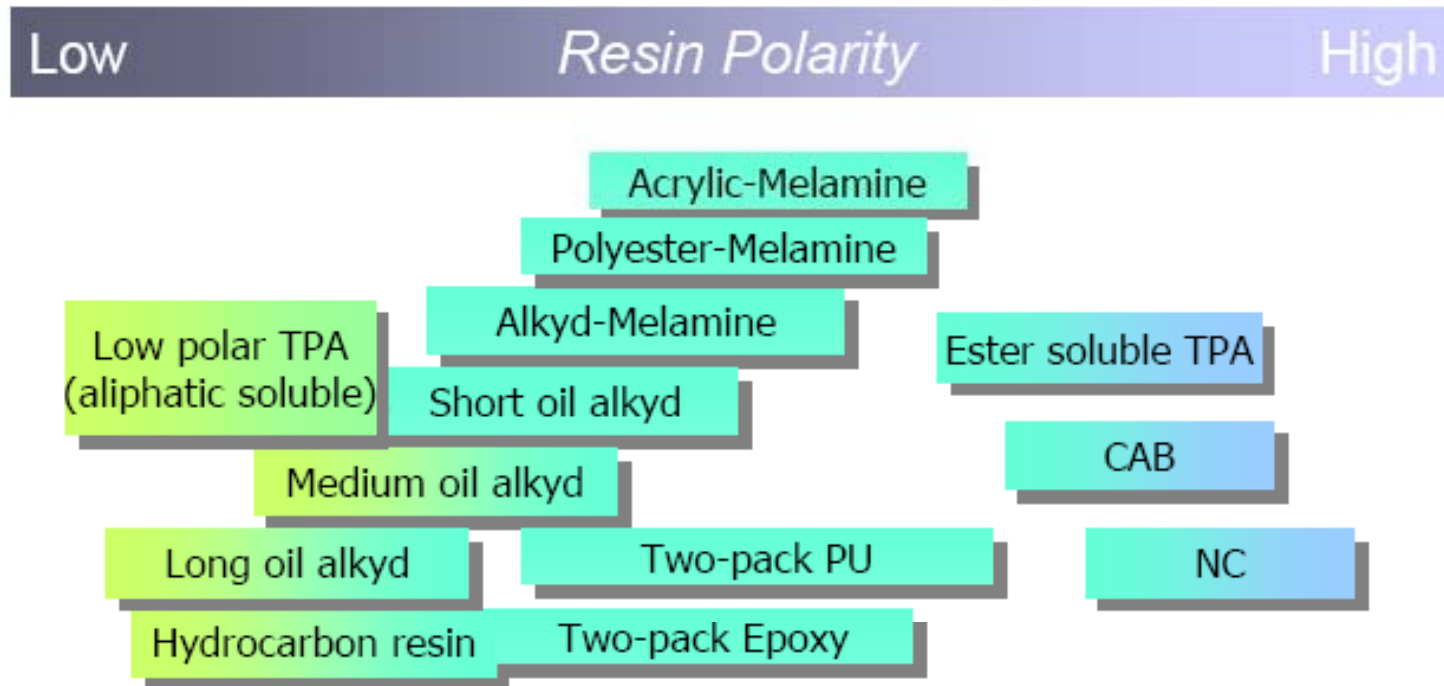 Low Resin Polarity High
Acrylic-Melamine
Polyester-Melamine
Alkyd-Melamine
Low polar TPA
(aliphatic soluble)
Ester soluble TPA
Short oil alkyd
CAB
Medium oil alkyd
Long oil alkyd
Two-pack PU
NC
Hydrocarbon resin
Two-pack Epoxy